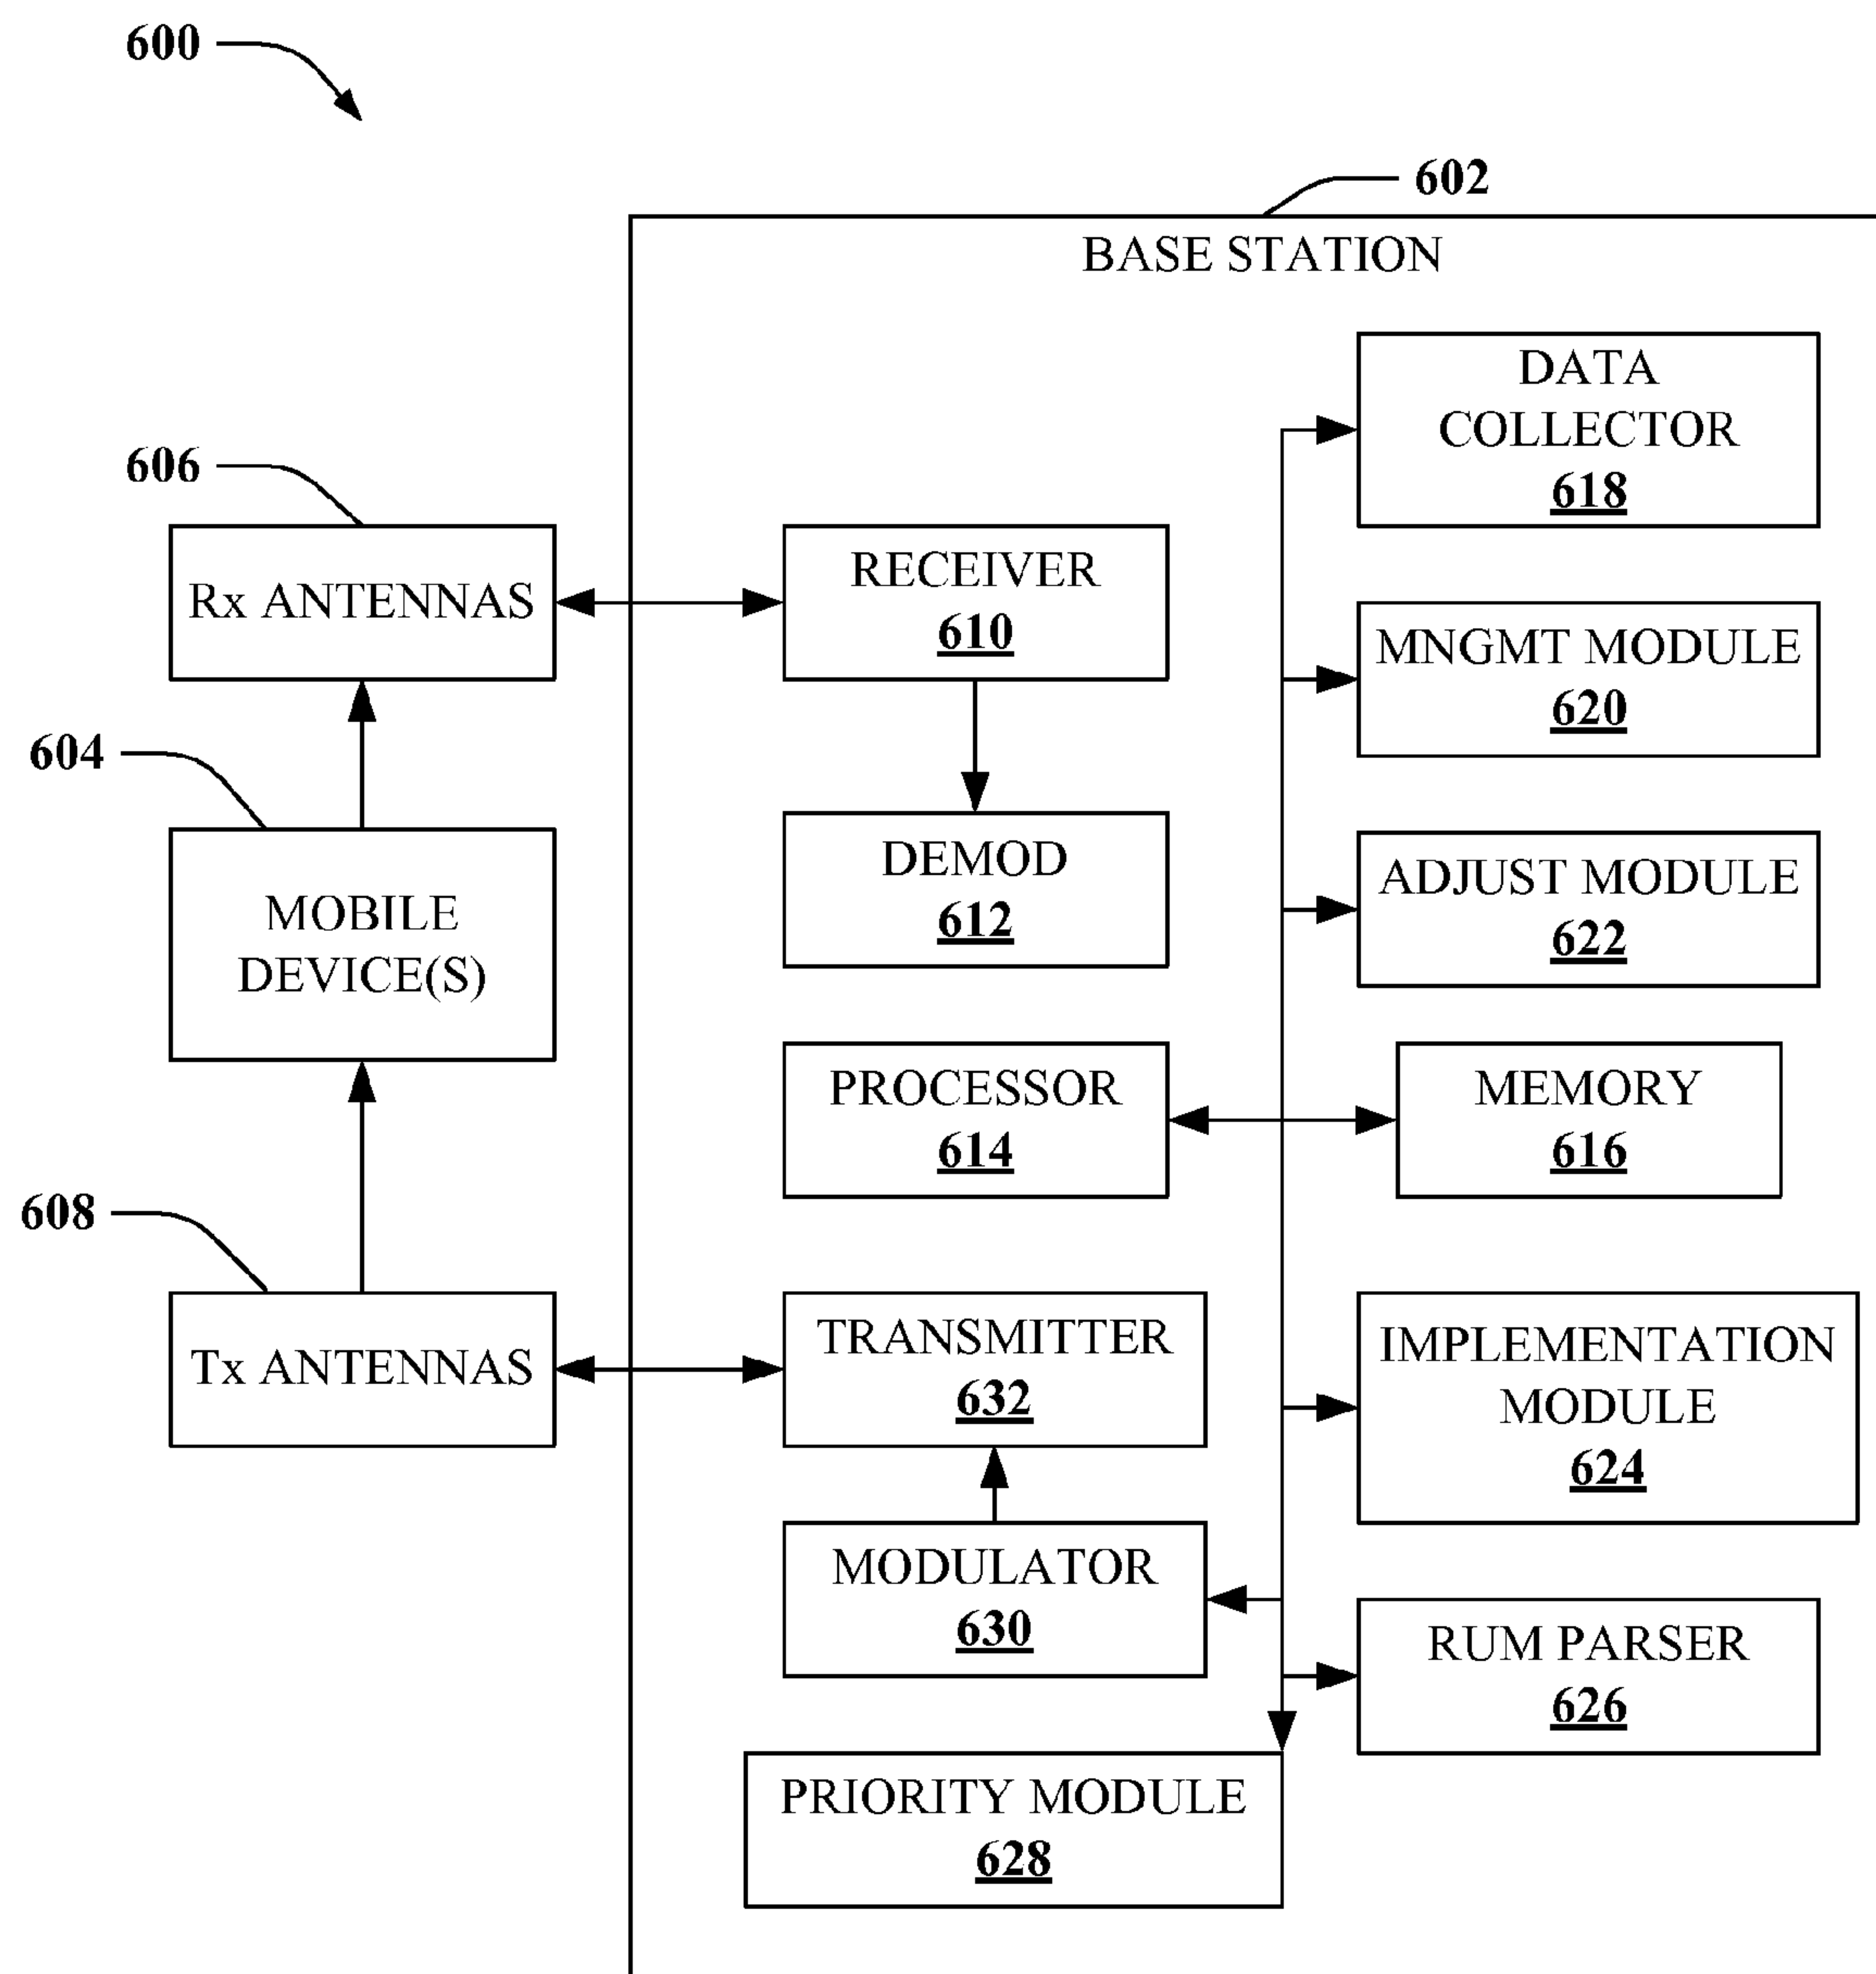 600
602
BASE STATION
DATA
COLLECTOR
618
606
Rx ANTENNAS
RECEIVER
610
MNGMT MODULE
620
604
MOBILE
DEVICE(S)
DEMOD
612
ADJUST MODULE
622
PROCESSOR
614
MEMORY
616
608
Tx ANTENNAS
TRANSMITTER
632
IMPLEMENTATION
MODULE
624
MODULATOR
630
RUM PARSER
626
PRIORITY MODULE
628